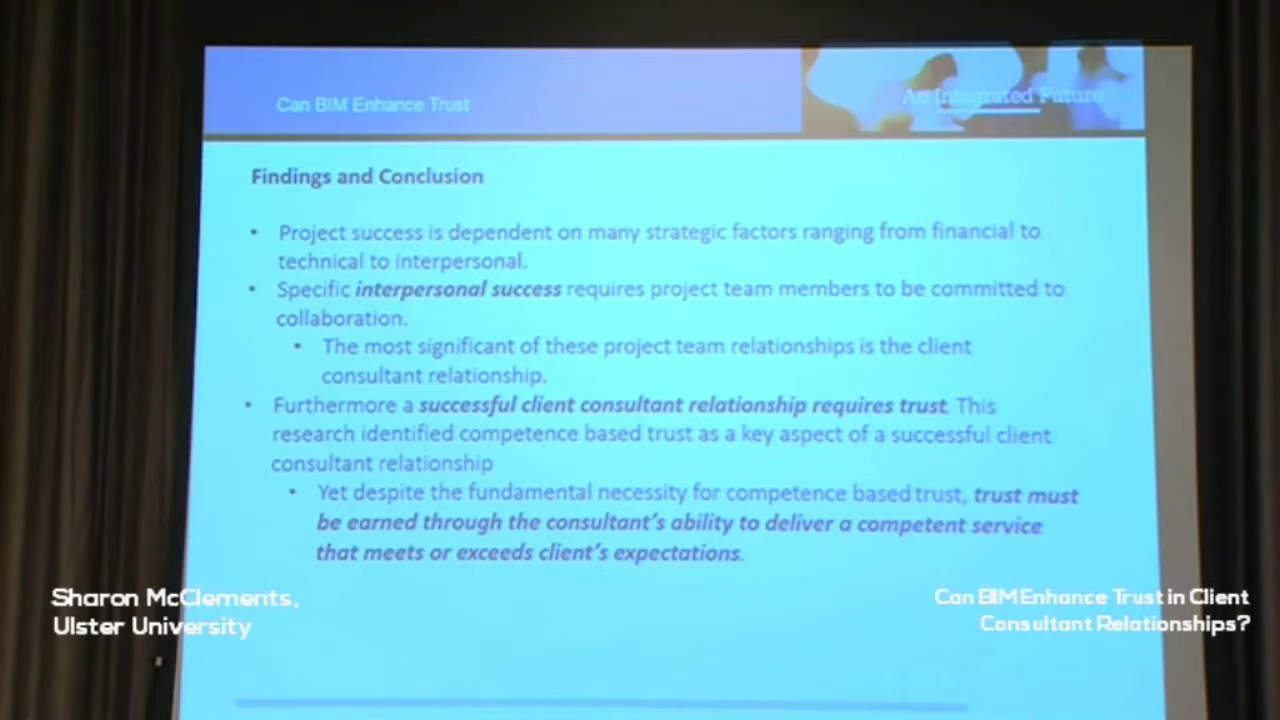 Can BIM Enhance Trust
An Integrated Future
Findings and Conclusion
• Project success is dependent on many strategic factors ranging from financial to
technical to interpersonal.
• Specific interpersonal success requires project team members to be committed to
collaboration.
• The most significant of these project team relationships is the client
consultant relationship.
• Furthermore a successful client consultant relationship requires trust. This
research identified competence based trust as a key aspect of a successful client
consultant relationship
• Yet despite the fundamental necessity for competence based trust, trust must
be earned through the consultant's ability to deliver a competent service
that meets or exceeds client's expectations.
Sharon McClements,
Ulster University
Can BIM Enhance Trust in Client
Consultant Relationships?